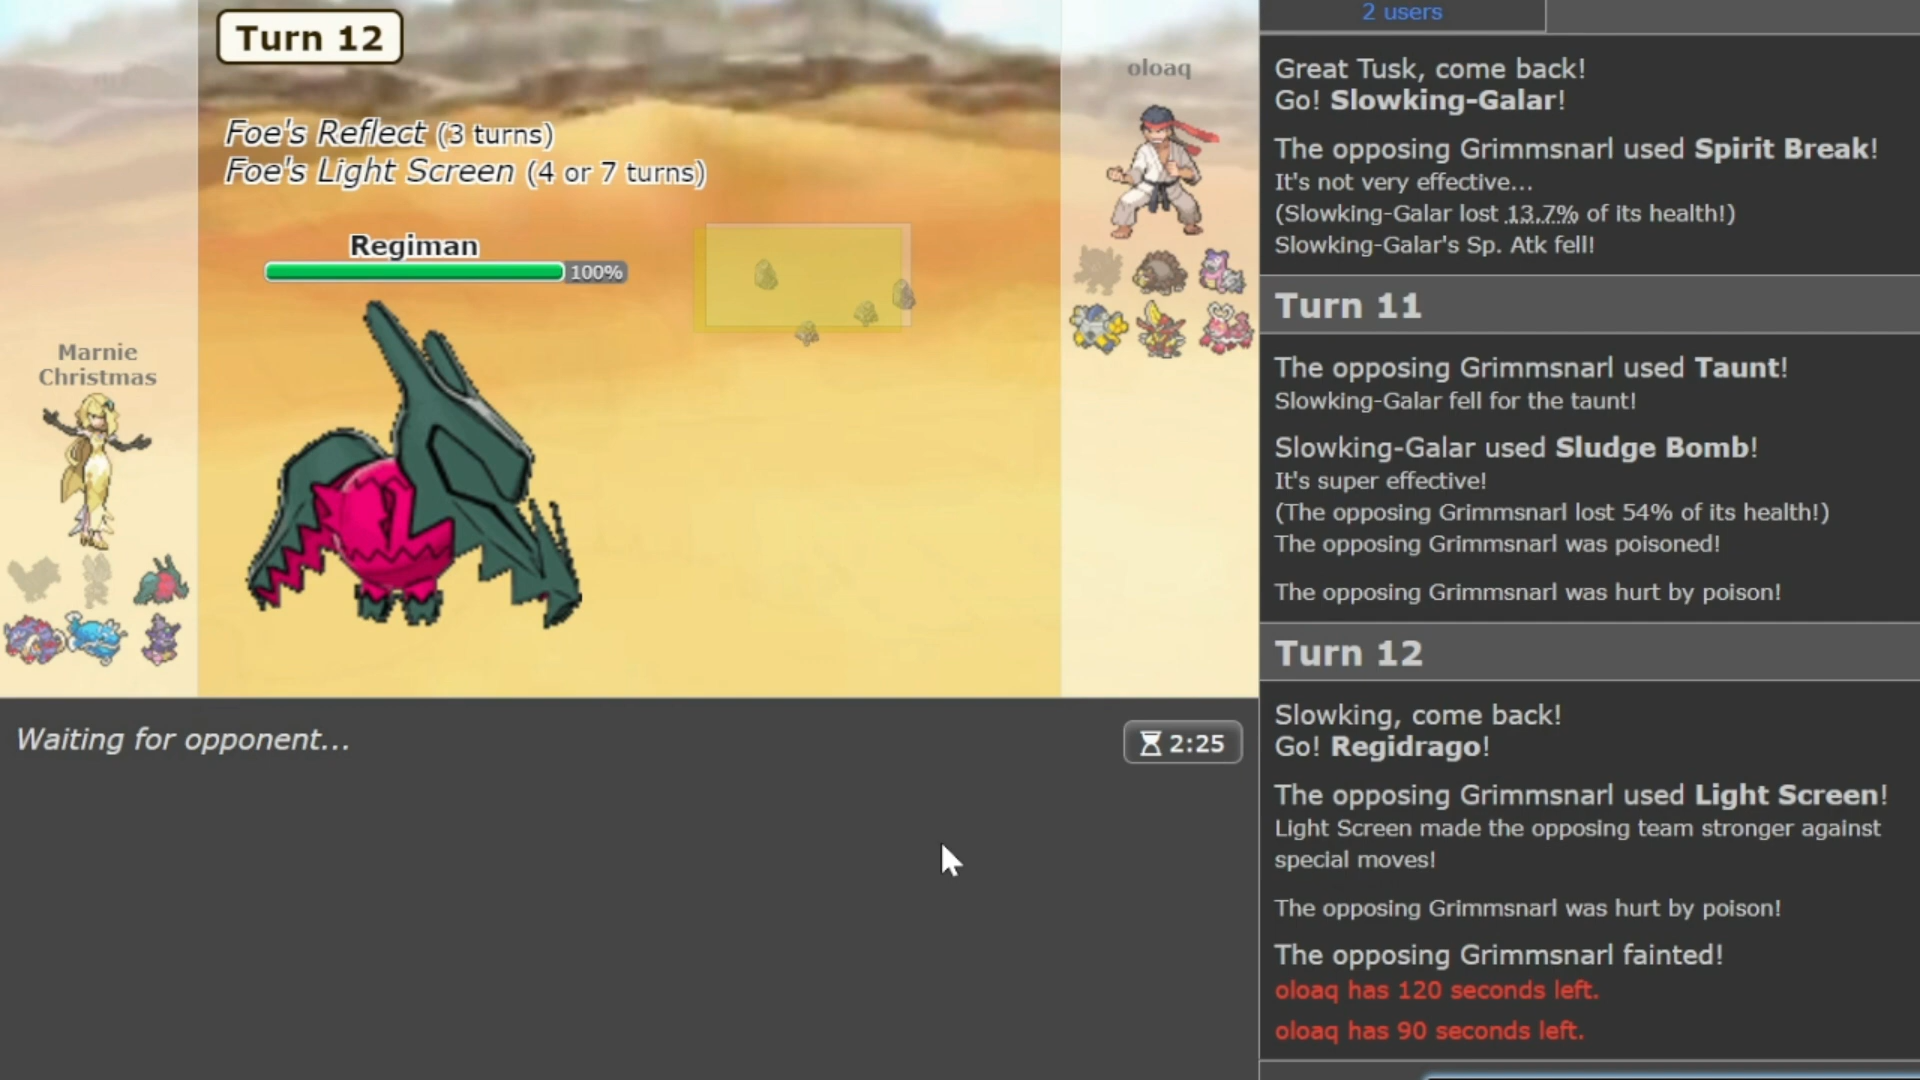 Turn 12
Foe's Reflect (3 turns)
Foe's Light Screen (4 or 7 turns)
Regiman
100%
Marnie
Christmas
oloaq
Waiting for opponent...
2:25
2 users
Great Tusk, come back!
Go! Slowking-Galar!
The opposing Grimmsnarl used Spirit Break!
It's not very effective...
(Slowking-Galar lost 13.7% of its health!)
Slowking-Galar's Sp. Atk fell!
Turn 11
The opposing Grimmsnarl used Taunt!
Slowking-Galar fell for the taunt!
Slowking-Galar used Sludge Bomb!
It's super effective!
(The opposing Grimmsnarl lost 54% of its health!)
The opposing Grimmsnarl was poisoned!
The opposing Grimmsnarl was hurt by poison!
Turn 12
Slowking, come back!
Go! Regidrago!
The opposing Grimmsnarl used Light Screen!
Light Screen made the opposing team stronger against
special moves!
The opposing Grimmsnarl was hurt by poison!
The opposing Grimmsnarl fainted!
oloaq has 120 seconds left.
oloaq has 90 seconds left.